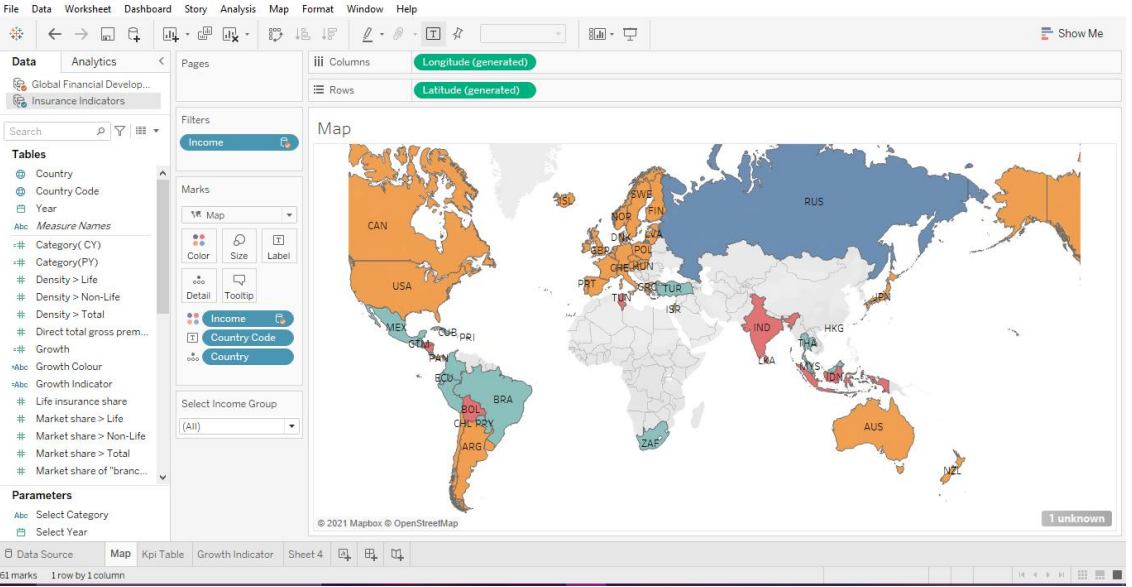 File Data Worksheet Dashboard Story Analysis Map Format Window Help
Show Me
Data Analytics
Global Financial Develop...
Insurance Indicators
Search
Tables
Country
Country Code
Year
Abc Measure Names
Category( CY)
Category(PY)
Density > Life
Density > Non-Life
Density > Total
Direct total gross prem...
Growth
Growth Colour
Growth Indicator
Life insurance share
Market share > Life
Market share > Non-Life
Market share > Total
Market share of "branc...
Parameters
Abc Select Category
Select Year
Pages
Filters
Income
Marks
Map
Color Size Label
Detail Tooltip
Income
Country Code
Country
Select Income Group
(All)
Columns Longitude (generated)
Rows Latitude (generated)
Map
CAN
USA
MEX
CUB
PRI
GTM
PAN
ECU
BRA
BOL
CHL PRY
ARG
ISL
SWE
NOR
FIN
DNK
LVA
GBR
POL
CHE
HUN
PRT
GRC
TUR
TUN
ISR
RUS
JPN
IND
HKG
THA
LKA
MYS
IDN
ZAF
AUS
NZL
© 2021 Mapbox © OpenStreetMap
1 unknown
Data Source Map Kpi Table Growth Indicator Sheet 4
61 marks 1 row by 1 column